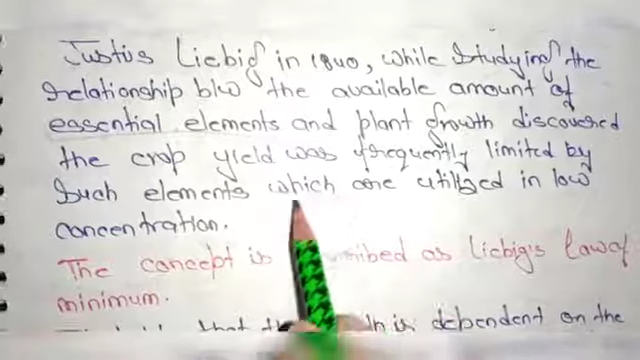 Justus Liebig in 1840, while studying the
relationship b/w the available amount of
essential elements and plant growth discovered
the crop yield was frequently limited by
such elements which are utilized in low
concentration.
The concept is as Liebig's law of
minimum.
that the is dependent on the